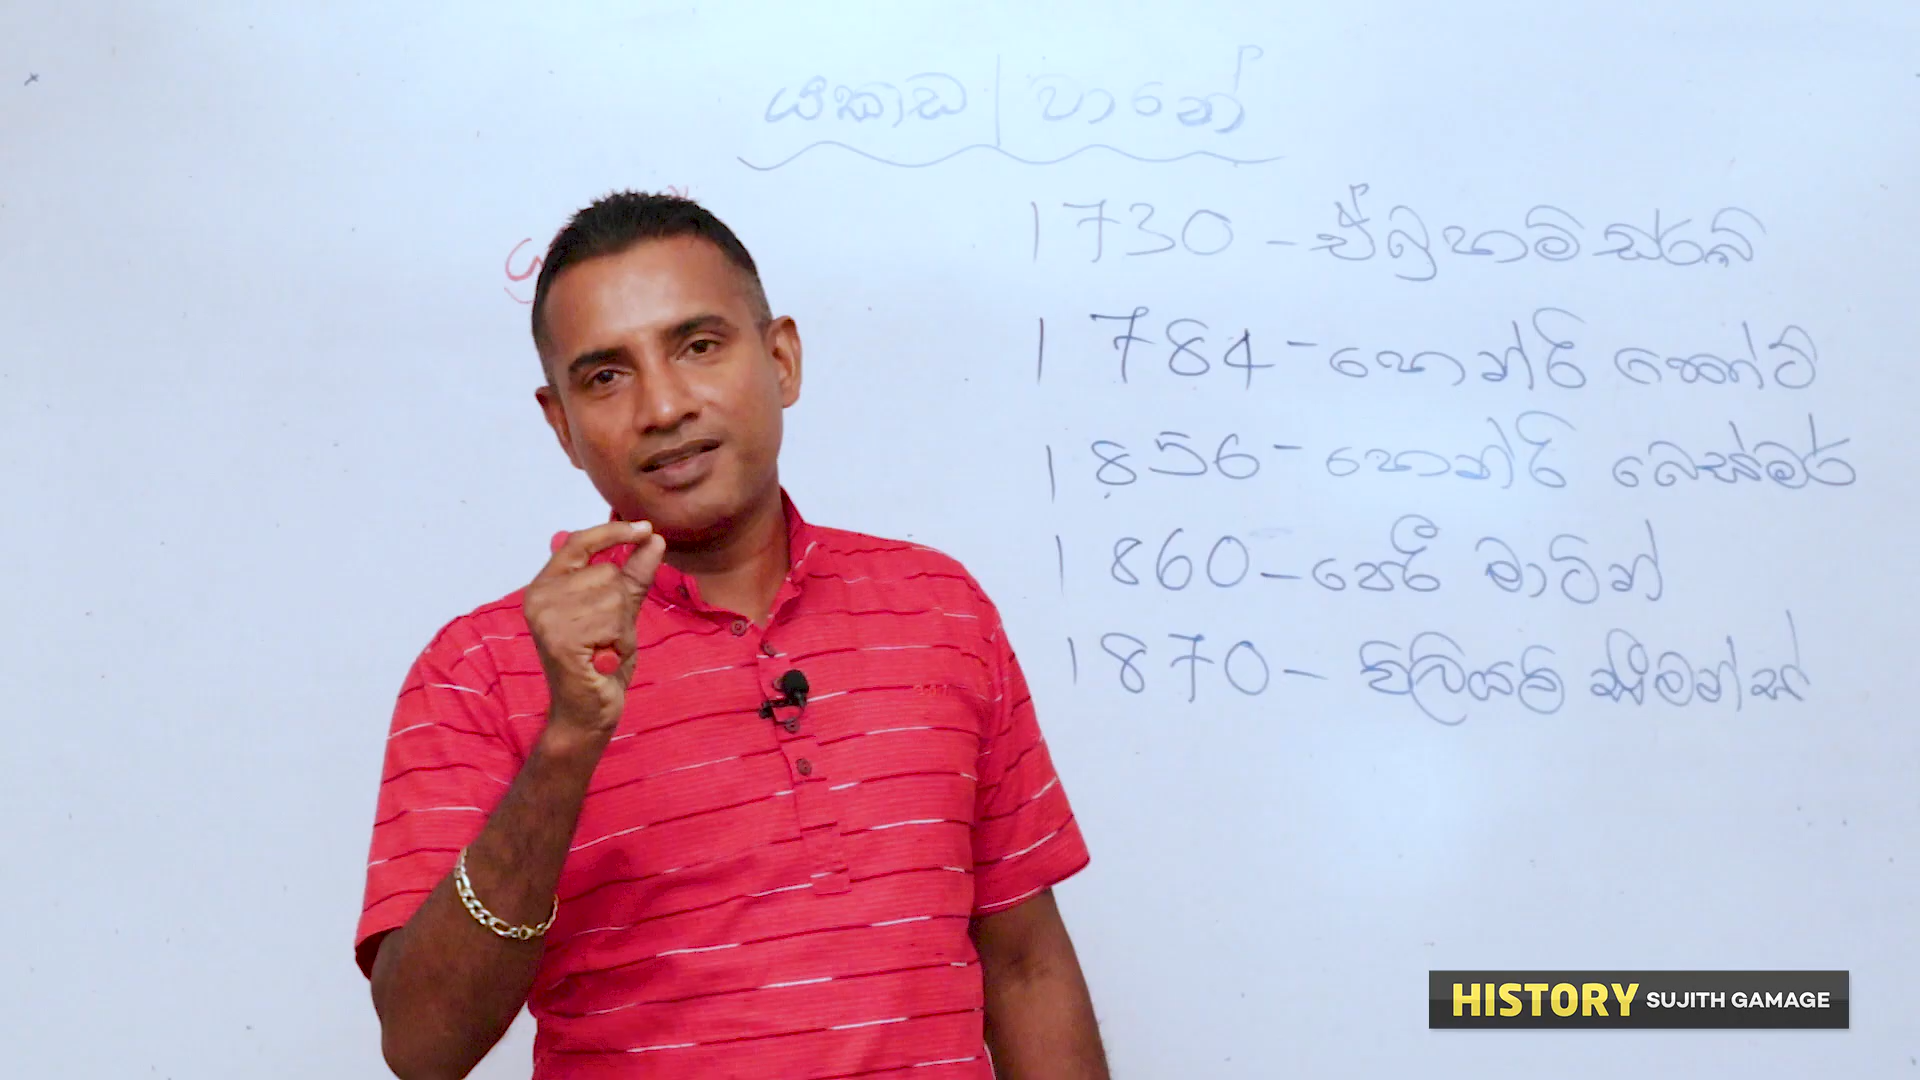 යකඩ | වානේ
1730 - ඒබ්‍රහම් ඩර්බි
1784 - හෙන්රි කෝට්
1856 - හෙන්රි බෙස්මර්
1860 - පෙරී මාටින්
1870 - විලියම් සීමන්ස්
HISTORY SUJITH GAMAGE